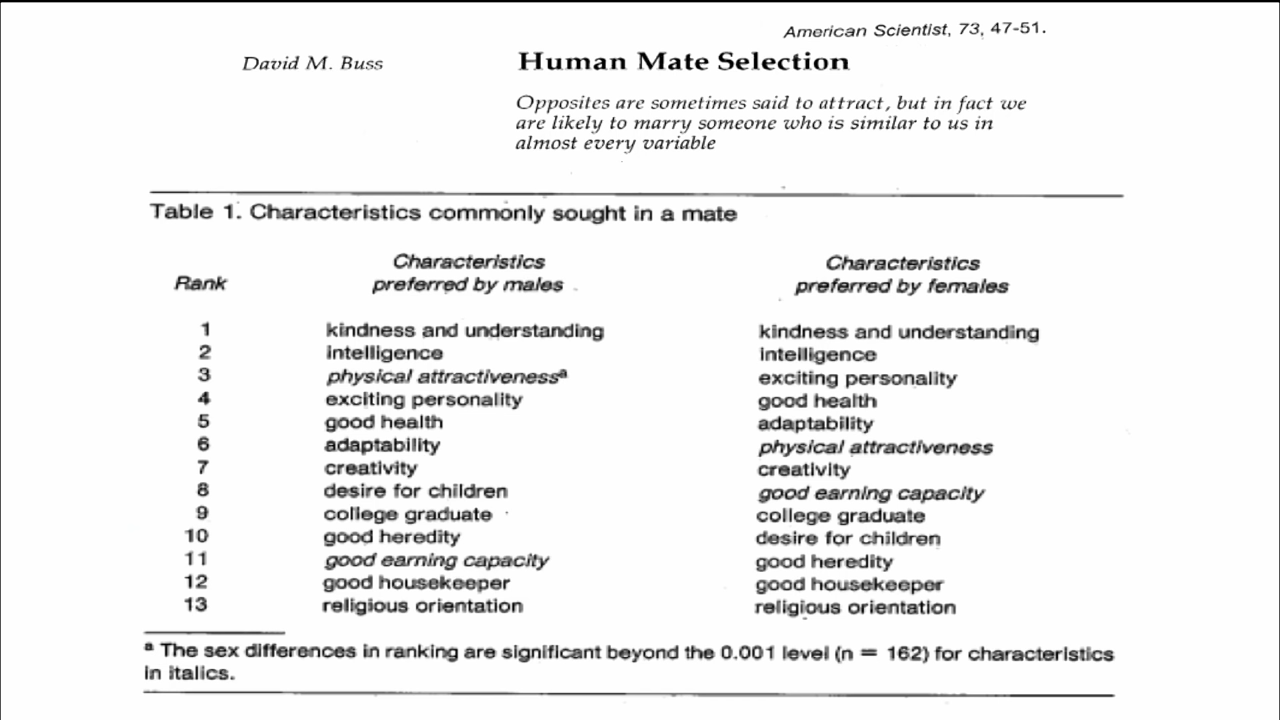 American Scientist, 73, 47-51.
David M. Buss Human Mate Selection
Opposites are sometimes said to attract, but in fact we
are likely to marry someone who is similar to us in
almost every variable
Table 1. Characteristics commonly sought in a mate
Rank Characteristics preferred by males Characteristics preferred by females
1 kindness and understanding kindness and understanding
2 intelligence intelligence
3 physical attractivenessᵃ exciting personality
4 exciting personality good health
5 good health adaptability
6 adaptability physical attractiveness
7 creativity creativity
8 desire for children good earning capacity
9 college graduate college graduate
10 good heredity desire for children
11 good earning capacity good heredity
12 good housekeeper good housekeeper
13 religious orientation religious orientation
ᵃ The sex differences in ranking are significant beyond the 0.001 level (n = 162) for characteristics
in italics.